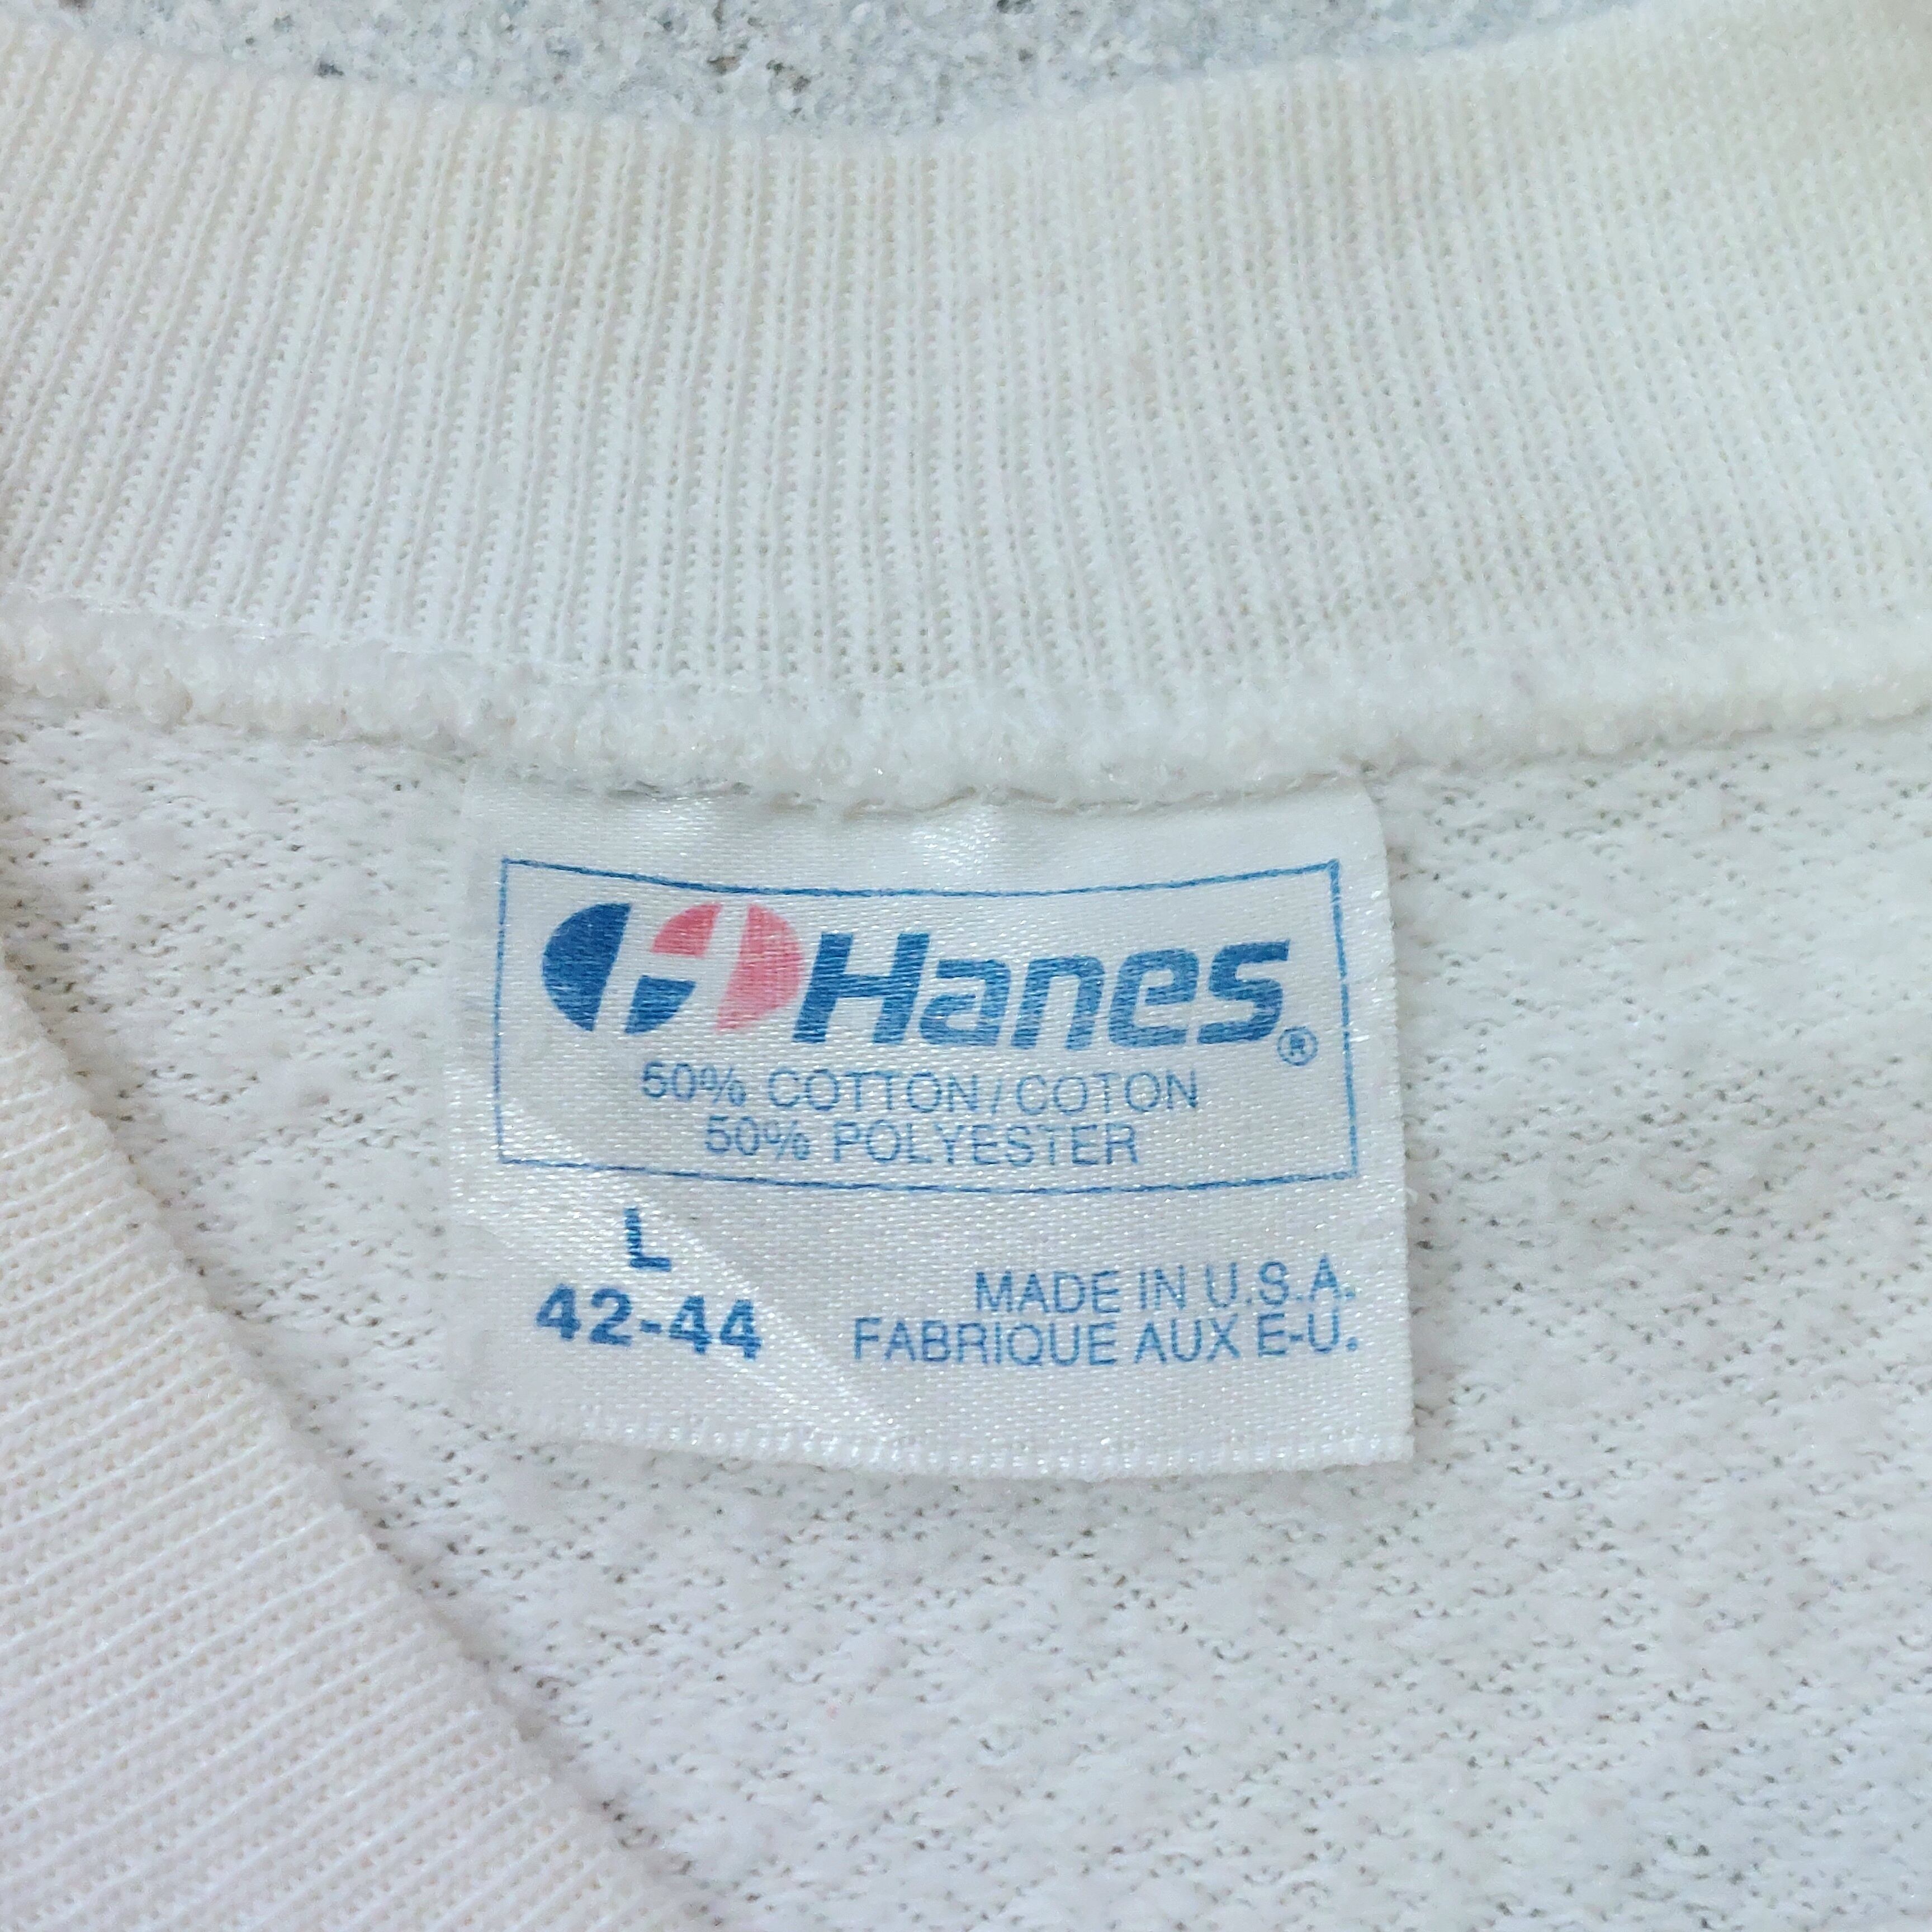 Hanes®
50% COTTON/COTON
50% POLYESTER
L
42-44
MADE IN U.S.A.
FABRIQUE AUX E-U.